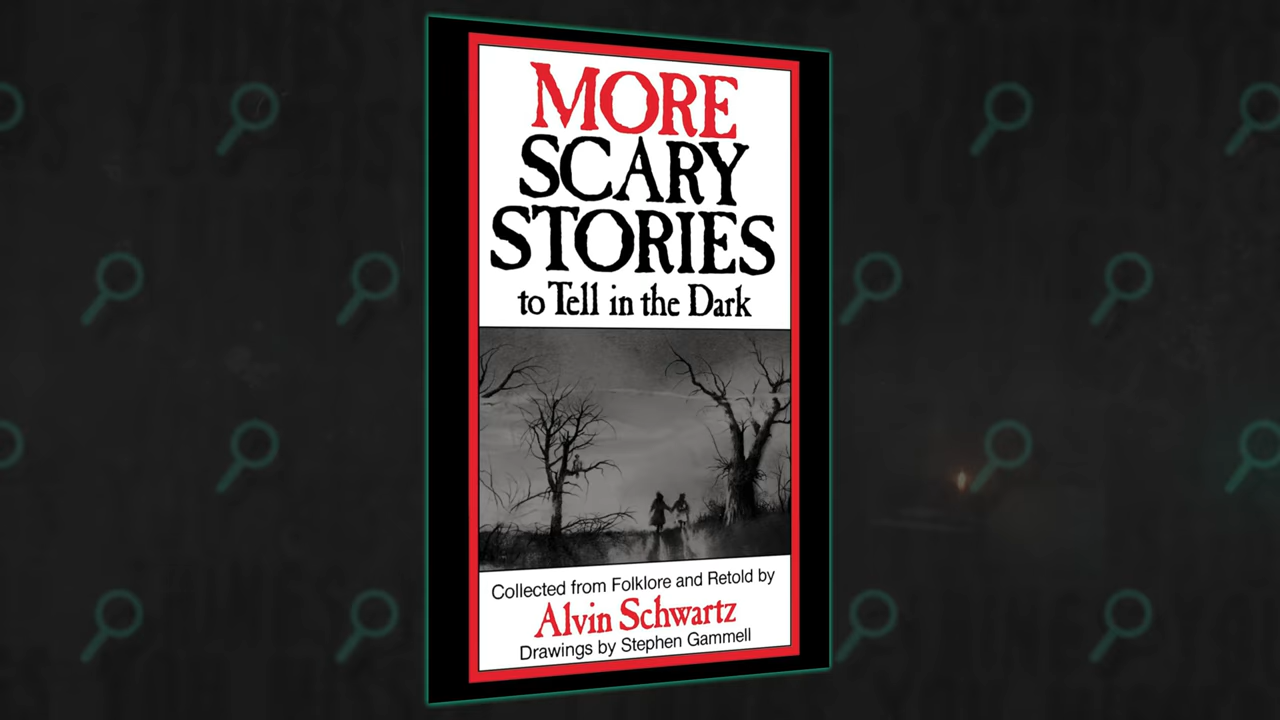 MORE
SCARY
STORIES
to Tell in the Dark
Collected from Folklore and Retold by
Alvin Schwartz
Drawings by Stephen Gammell